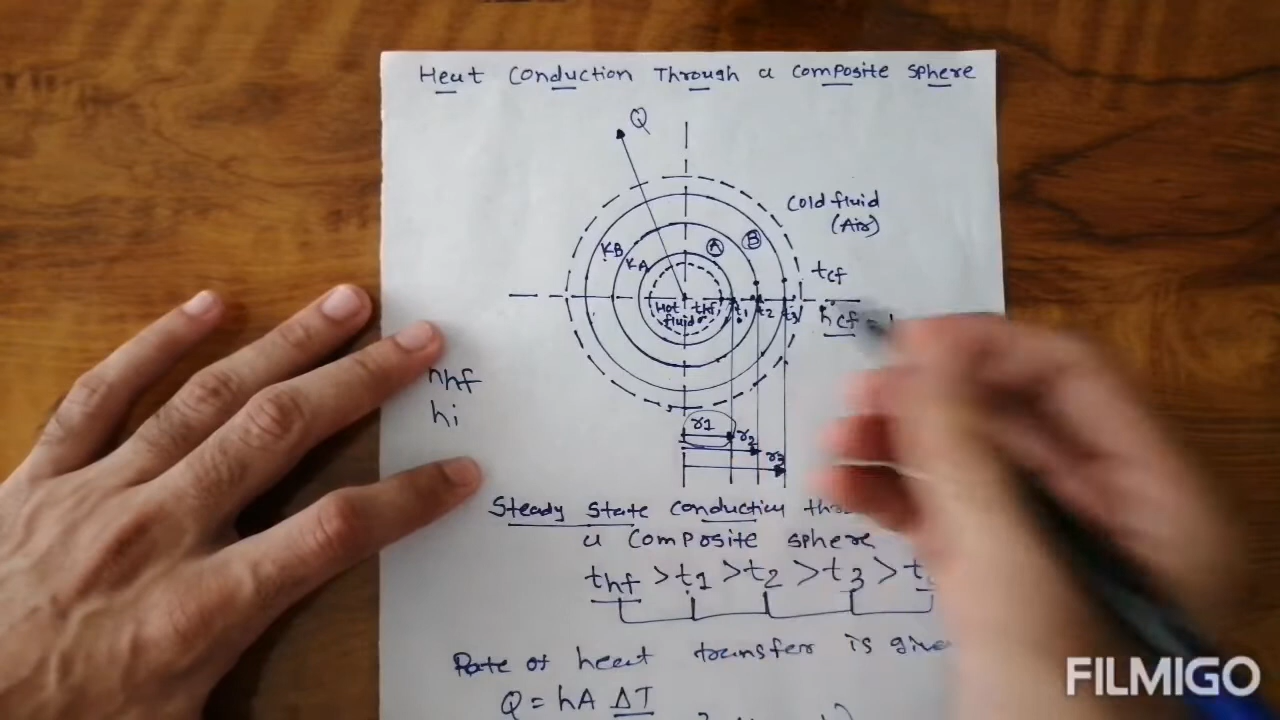 Heat Conduction Through a Composite Sphere
Q
Cold fluid
(Air)
KB
KA
A
B
tcf
Hot
fluid
thf
t1
t2
t3
hcf
hhf
hi
r1
r2
r3
Steady State Conduction
a Composite sphere
thf > t1 > t2 > t3 >
Rate of heat transfer is
Q = hA ΔT
FILMIGO